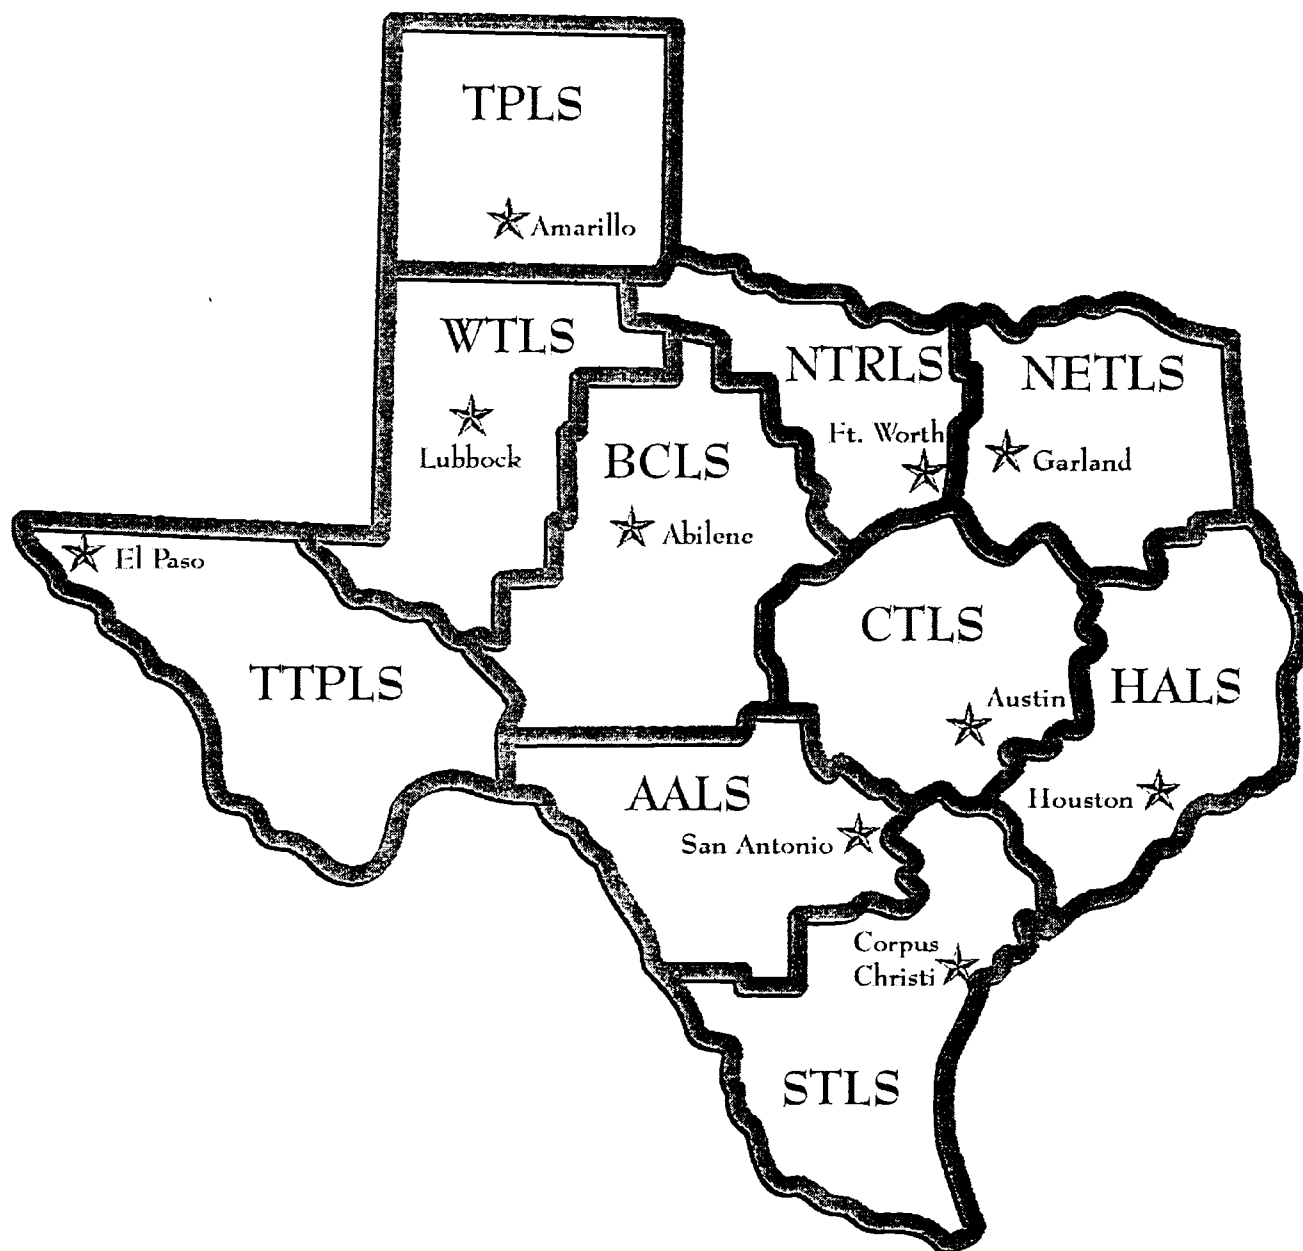 TPLS
Amarillo
WTLS
Lubbock
NTRLS
Ft. Worth
NETLS
Garland
BCLS
Abilene
El Paso
TTPLS
CTLS
Austin
HALS
Houston
AALS
San Antonio
Corpus
Christi
STLS